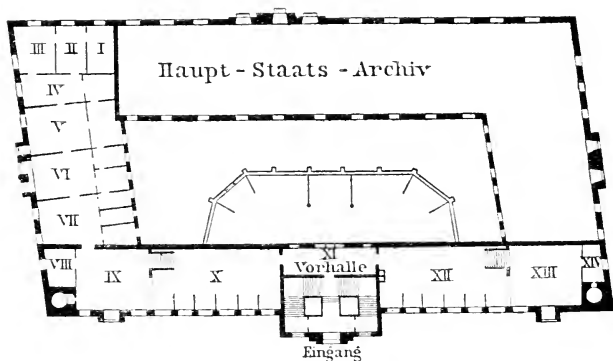 III II I
Haupt-Staats-Archiv
IV
V
VI
VII
VIII
IX
X
XI
Vorhalle
XII
XIII
XIV
Eingang